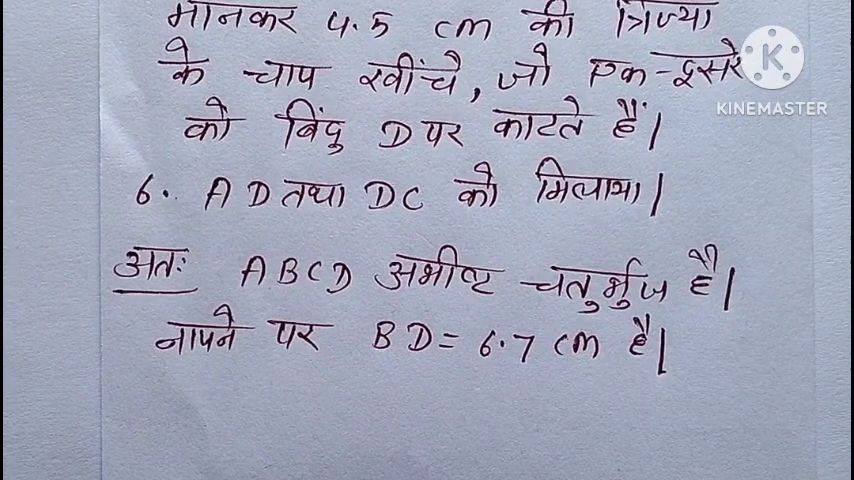 मानकर 4.5 cm की त्रिज्या
के चाप खींचे, जो एक-दूसरे
को बिंदु D पर काटते हैं।
6. AD तथा DC को मिलाया।
अतः ABCD अभीष्ट चतुर्भुज है।
नापने पर BD = 6.7 cm है।
K
KINEMASTER